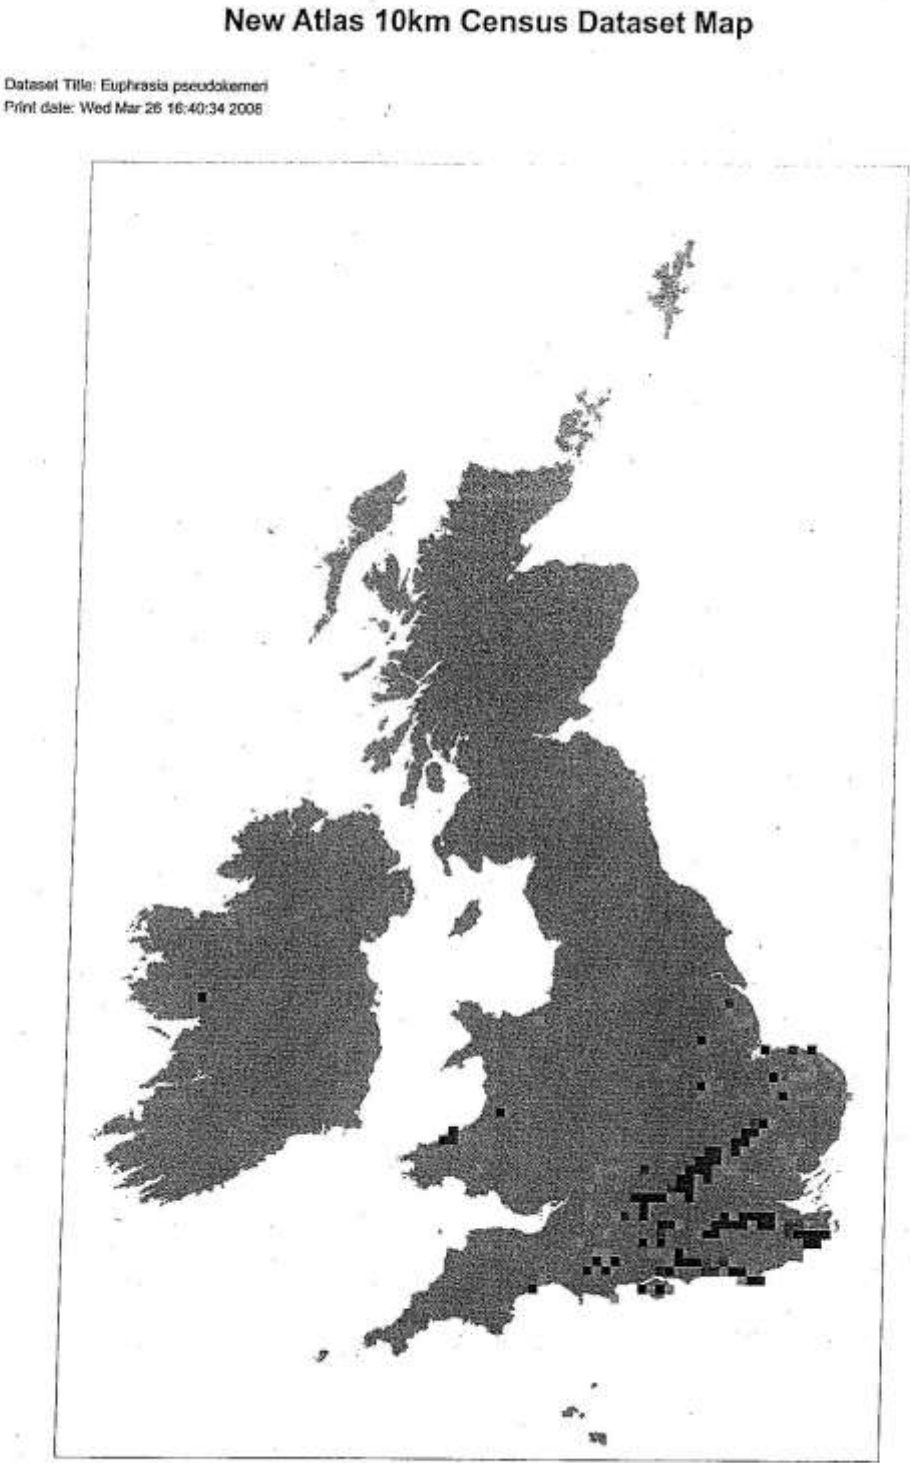 New Atlas 10km Census Dataset Map
Dataset Title: Euphrasia pseudokerneri
Print date: Wed Mar 26 16:40:34 2008